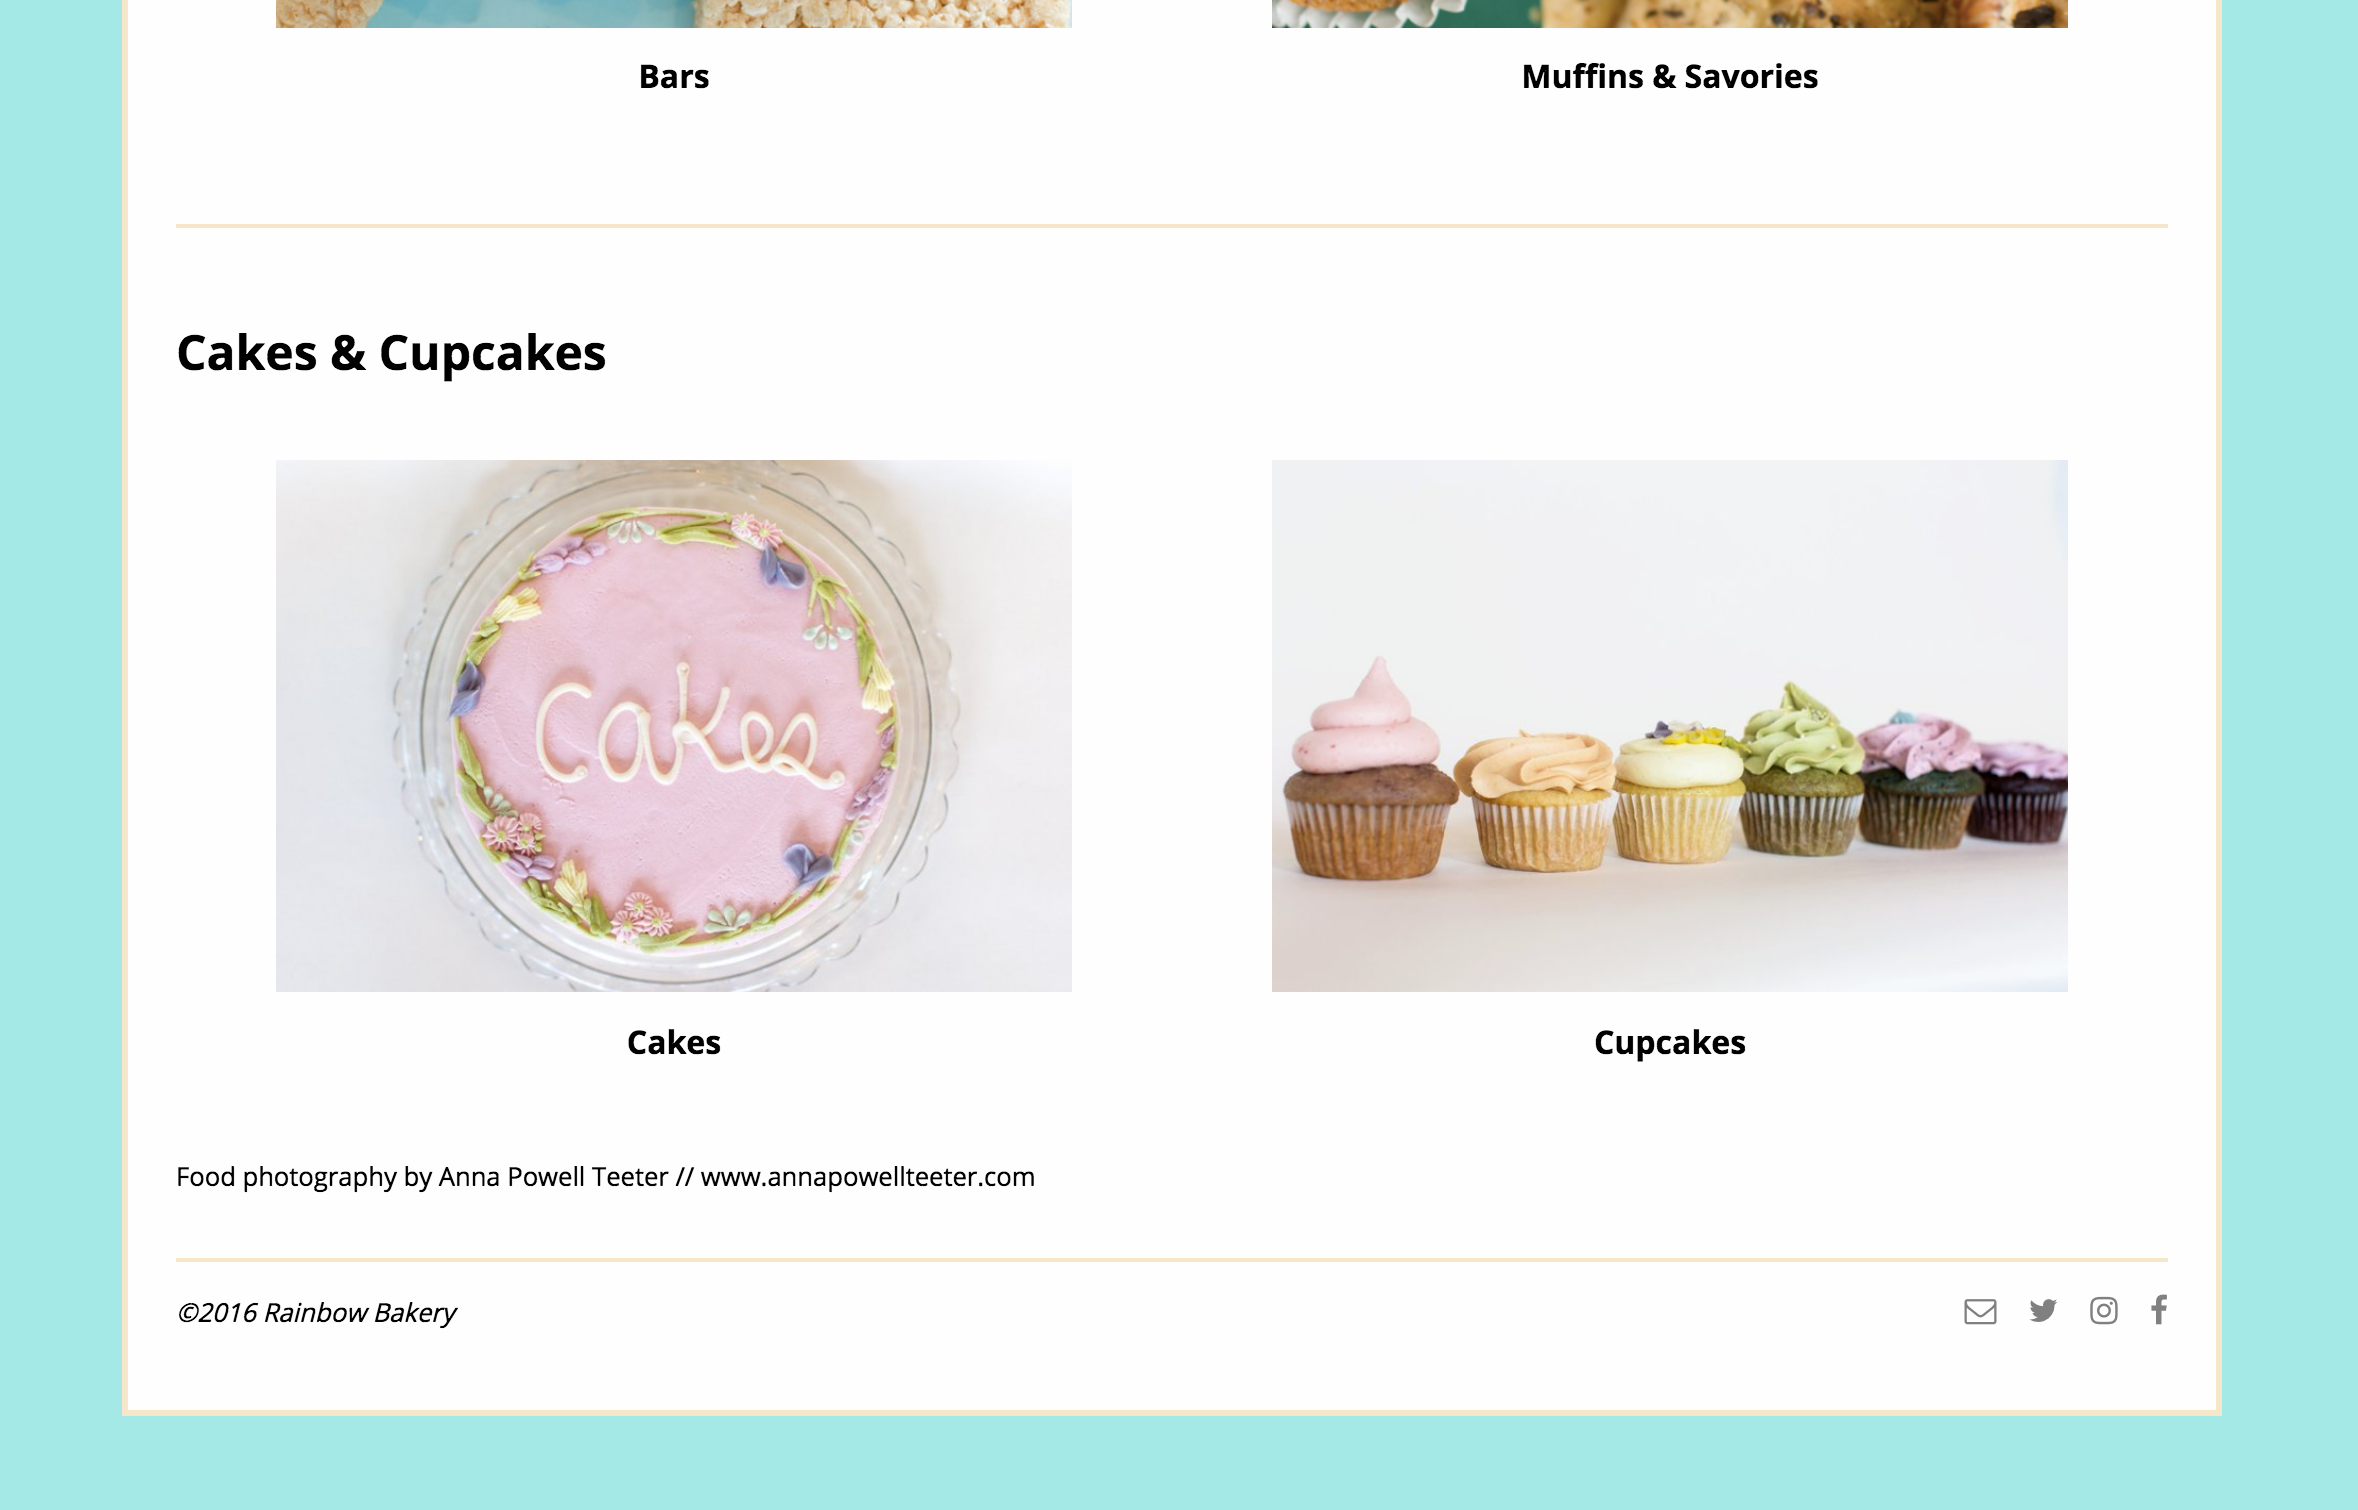 Bars
Muffins & Savories
Cakes & Cupcakes
Cakes
Cakes
Cupcakes
Food photography by Anna Powell Teeter // www.annapowellteeter.com
©2016 Rainbow Bakery